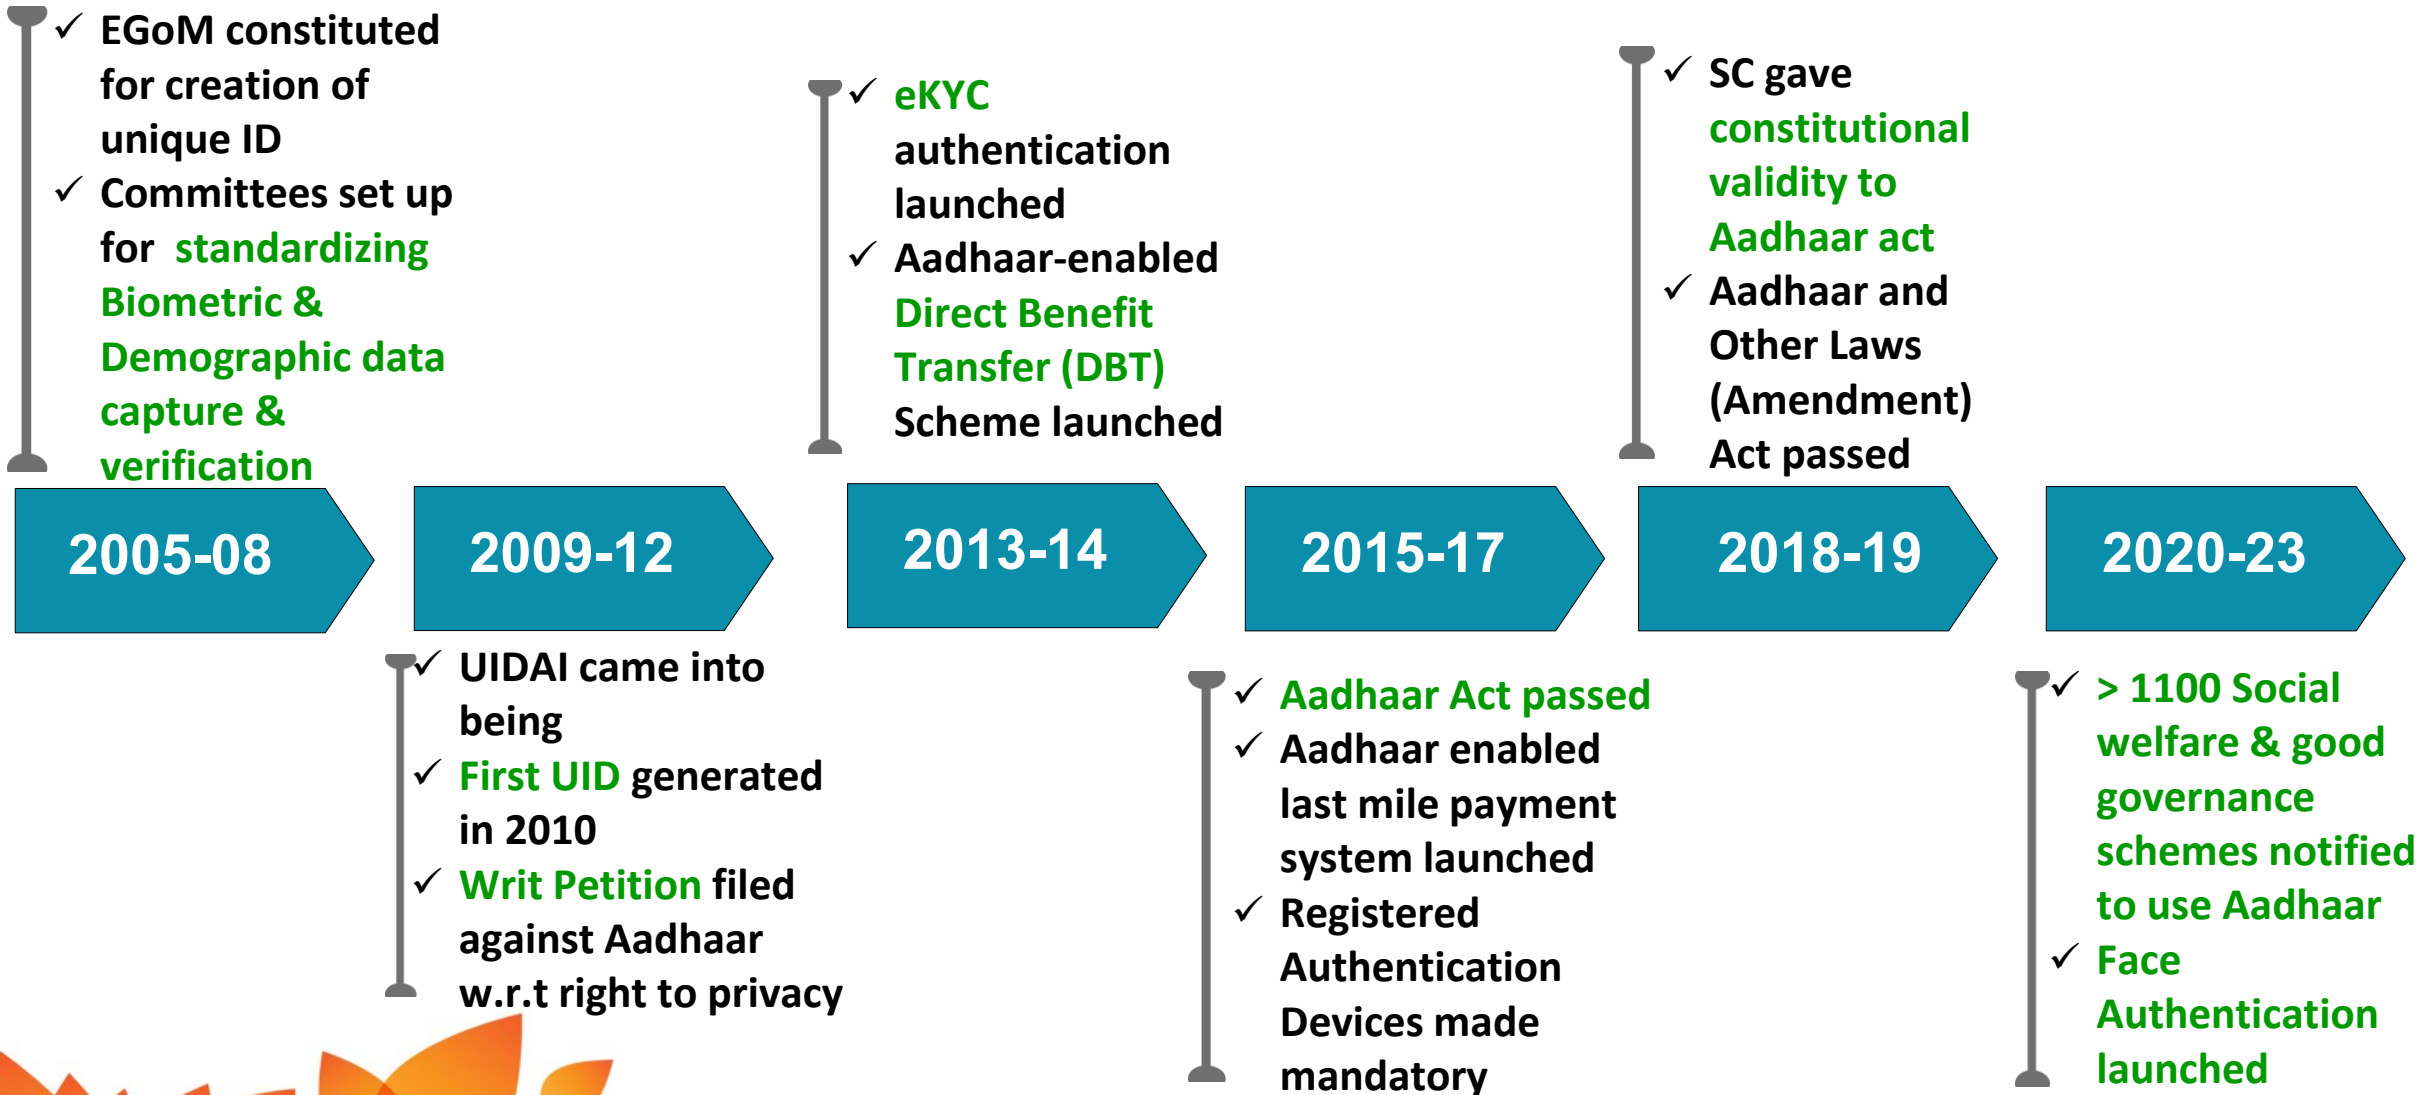 ✓ EGoM constituted
for creation of
unique ID
✓ Committees set up
for standardizing
Biometric &
Demographic data
capture &
verification
2005-08
2009-12
✓ UIDAI came into
being
✓ First UID generated
in 2010
✓ Writ Petition filed
against Aadhaar
w.r.t right to privacy
✓ eKYC
authentication
launched
✓ Aadhaar-enabled
Direct Benefit
Transfer (DBT)
Scheme launched
2013-14
2015-17
✓ Aadhaar Act passed
✓ Aadhaar enabled
last mile payment
system launched
✓ Registered
Authentication
Devices made
mandatory
✓ SC gave
constitutional
validity to
Aadhaar act
✓ Aadhaar and
Other Laws
(Amendment)
Act passed
2018-19
2020-23
✓ > 1100 Social
welfare & good
governance
schemes notified
to use Aadhaar
✓ Face
Authentication
launched